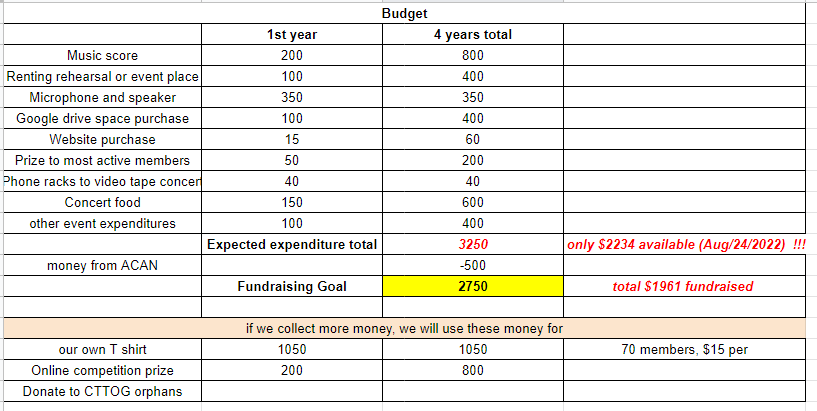 Budget
1st year 4 years total
Music score 200 800
Renting rehearsal or event place 100 400
Microphone and speaker 350 350
Google drive space purchase 100 400
Website purchase 15 60
Prize to most active members 50 200
Phone racks to video tape concert 40 40
Concert food 150 600
other event expenditures 100 400
Expected expenditure total 3250 only $2234 available (Aug/24/2022) !!!
money from ACAN -500
Fundraising Goal 2750 total $1961 fundraised
if we collect more money, we will use these money for
our own T shirt 1050 1050 70 members, $15 per
Online competition prize 200 800
Donate to CTTOG orphans